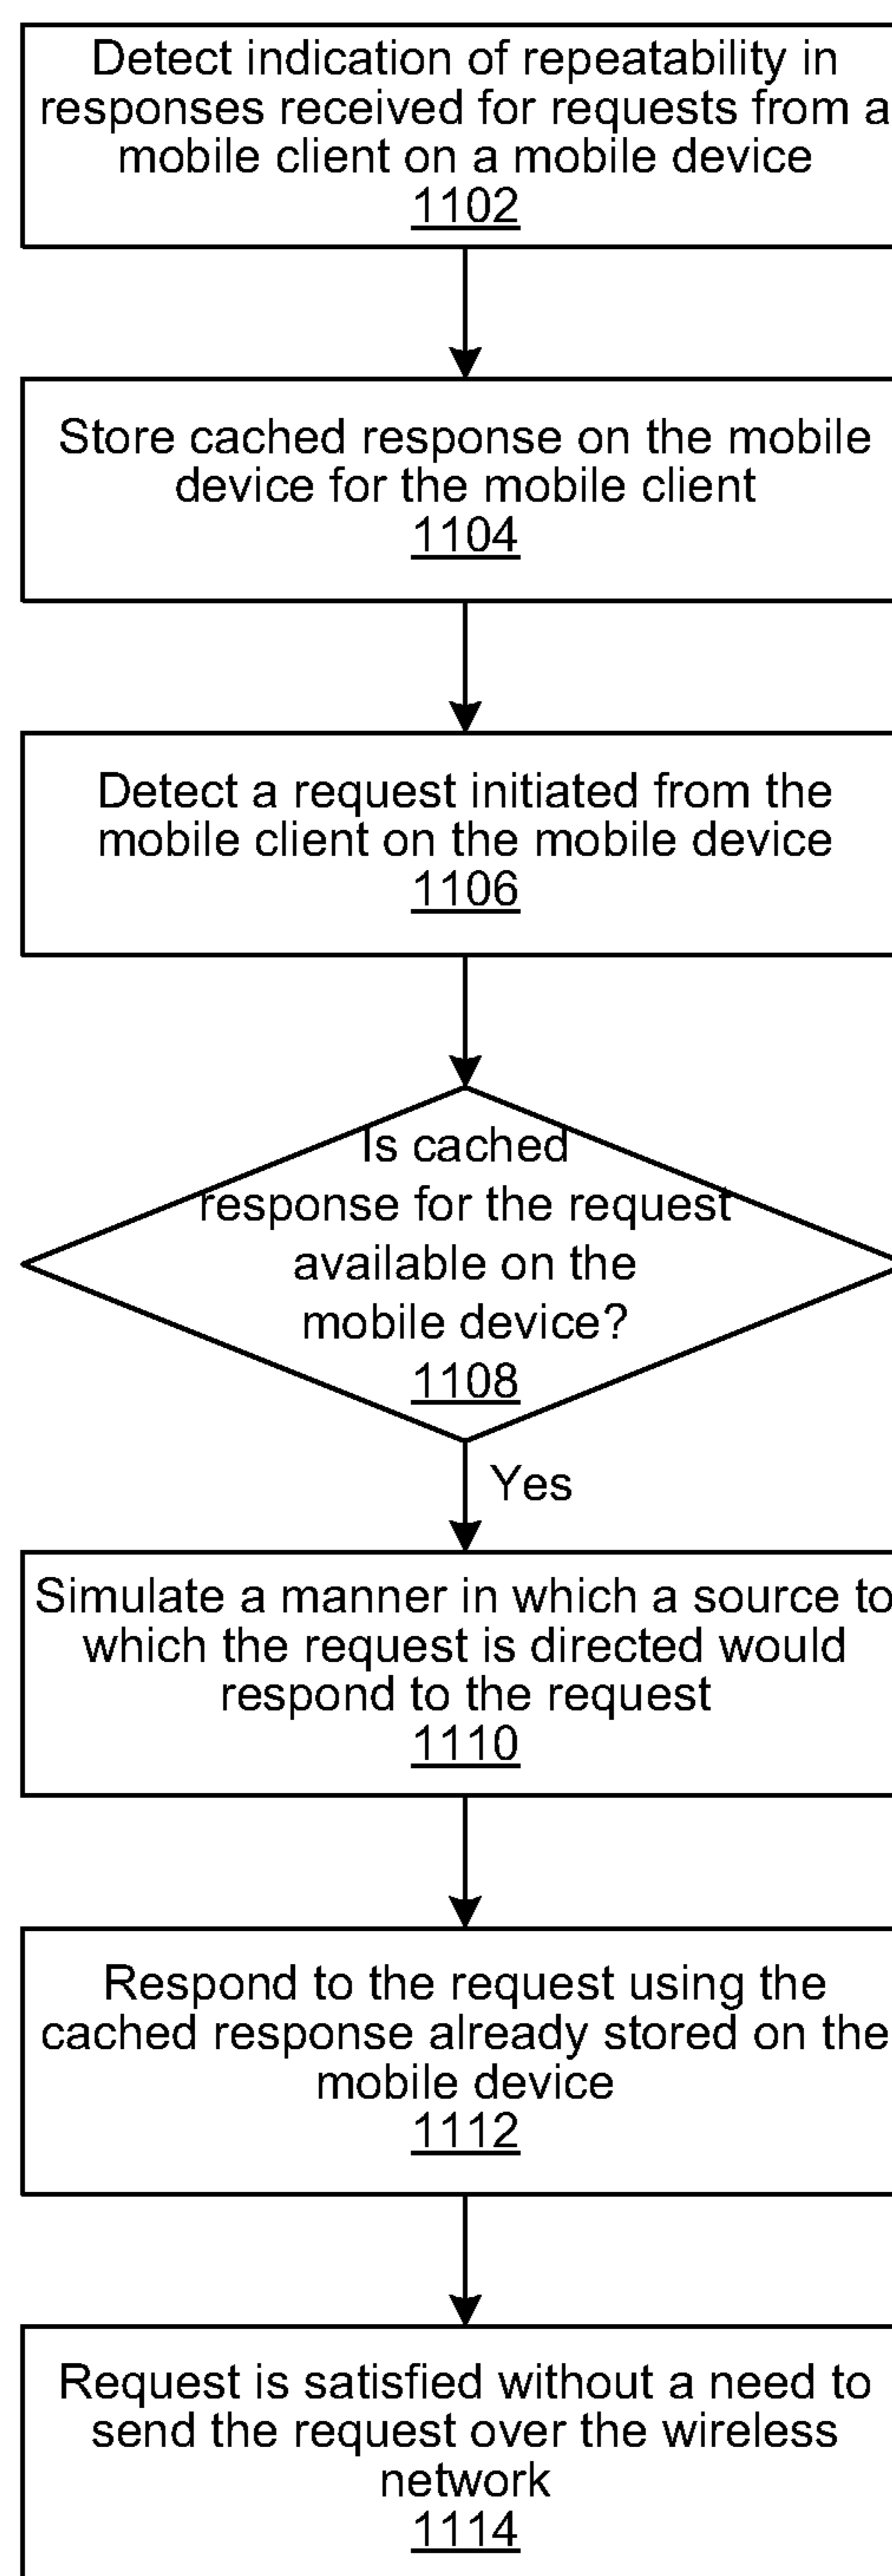 Detect indication of repeatability in
responses received for requests from a
mobile client on a mobile device
1102
Store cached response on the mobile
device for the mobile client
1104
Detect a request initiated from the
mobile client on the mobile device
1106
Is cached
response for the request
available on the
mobile device?
1108
Yes
Simulate a manner in which a source to
which the request is directed would
respond to the request
1110
Respond to the request using the
cached response already stored on the
mobile device
1112
Request is satisfied without a need to
send the request over the wireless
network
1114